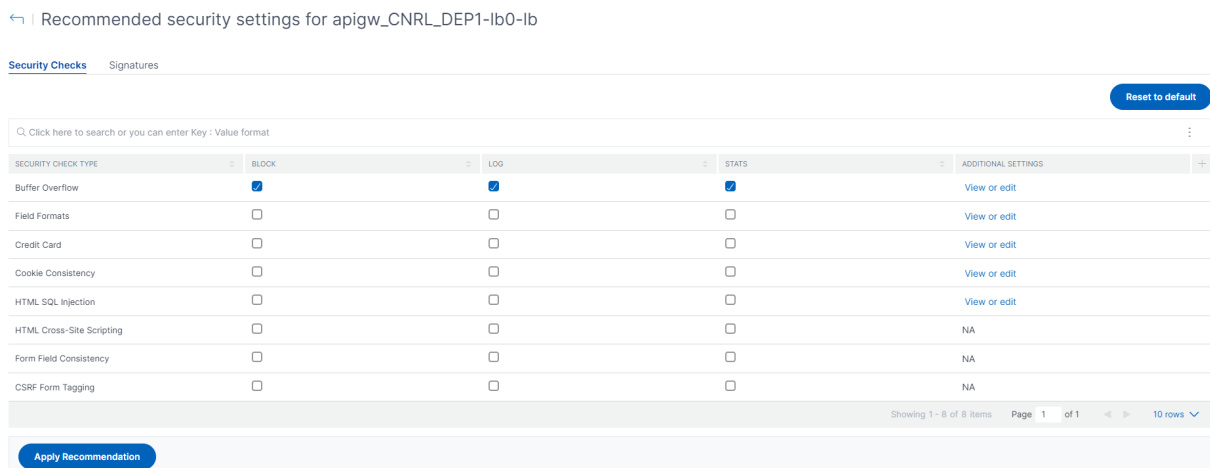 Recommended security settings for apigw_CNRL_DEP1-lb0-lb
Security Checks Signatures
Reset to default
Click here to search or you can enter Key : Value format
SECURITY CHECK TYPE BLOCK LOG STATS ADDITIONAL SETTINGS
Buffer Overflow View or edit
Field Formats View or edit
Credit Card View or edit
Cookie Consistency View or edit
HTML SQL Injection View or edit
HTML Cross-Site Scripting NA
Form Field Consistency NA
CSRF Form Tagging NA
Showing 1 - 8 of 8 items Page 1 of 1 10 rows
Apply Recommendation